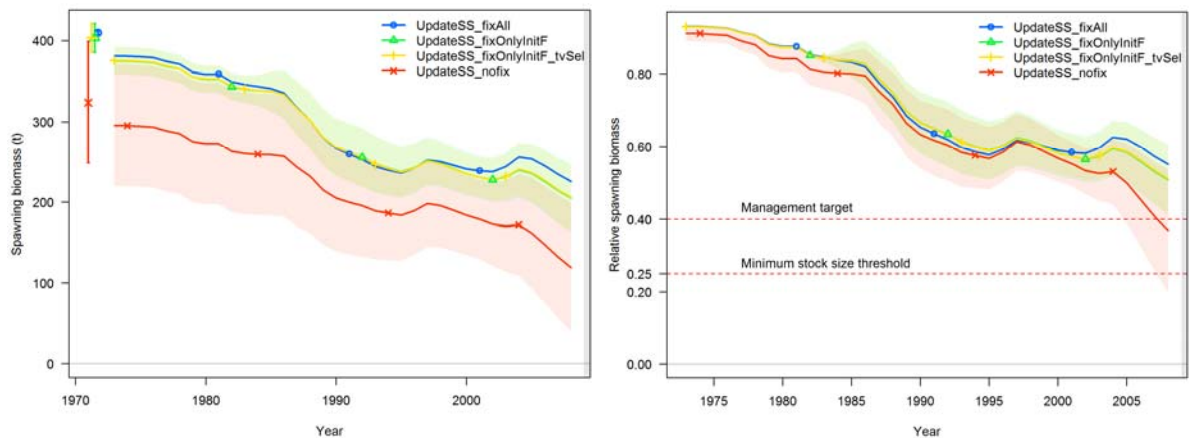 UpdateSS_fixAll
UpdateSS_fixOnlyInitF
UpdateSS_fixOnlyInitF_tvSel
UpdateSS_nofix
400
300
200
100
0
Spawning biomass (t)
1970
1980
1990
2000
Year
UpdateSS_fixAll
UpdateSS_fixOnlyInitF
UpdateSS_fixOnlyInitF_tvSel
UpdateSS_nofix
0.80
0.60
0.40
0.25
0.20
0.00
Relative spawning biomass
Management target
Minimum stock size threshold
1975
1980
1985
1990
1995
2000
2005
Year